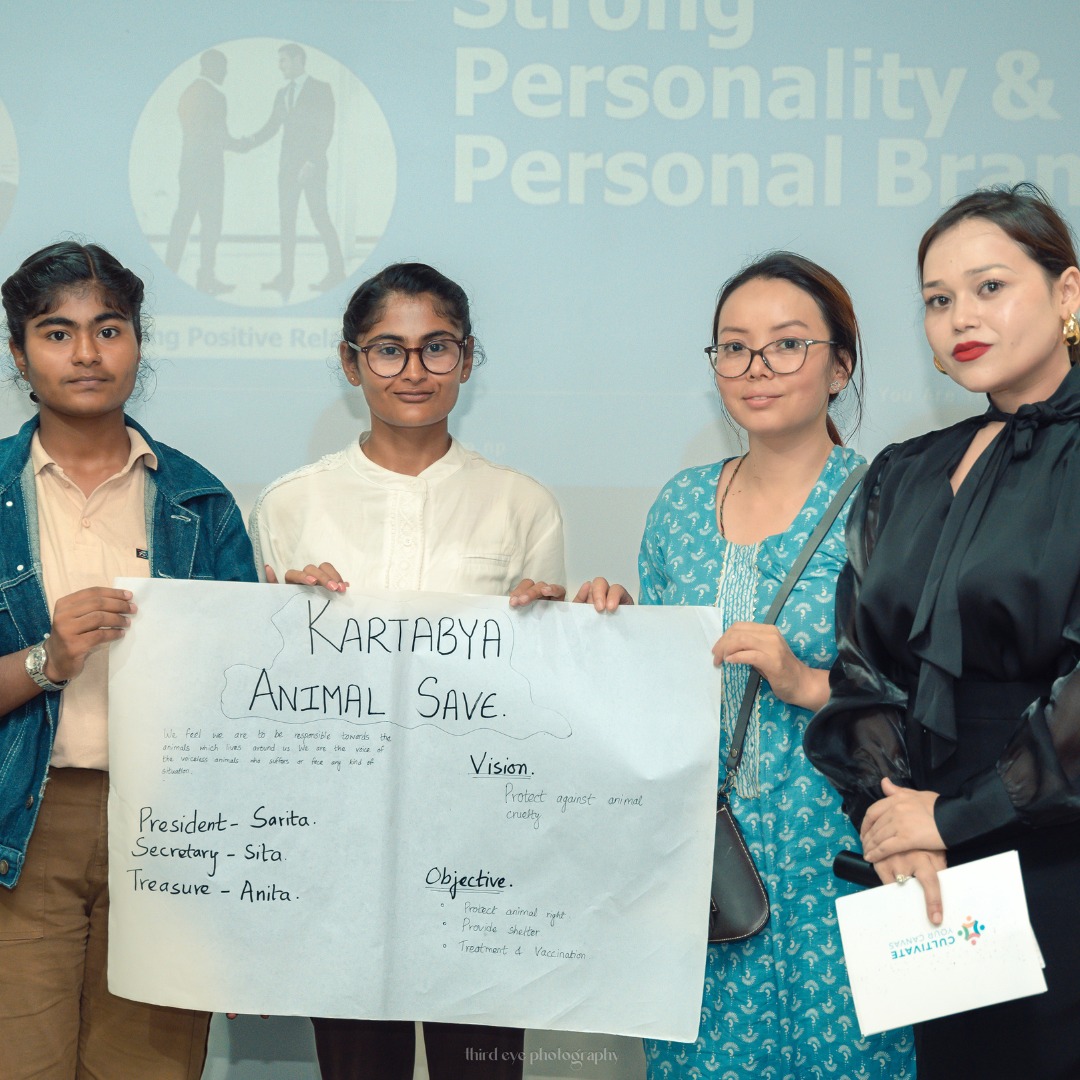 Strong
Personality &
Personal Bran
ng Positive Rela
KARTABYA
ANIMAL SAVE.
We feel we are to be responsible towards the
animals which lives around us We are the voice of
the voiceless animals who suffers or face any kind of
situation.
President - Sarita.
Secretary - Sita.
Treasure - Anita.
Vision.
Protect against animal
cruelty
Objective.
Protect animal right
Provide shelter
Treatment & Vaccination
CULTIVATE
YOUR CANVAS
third eye photography